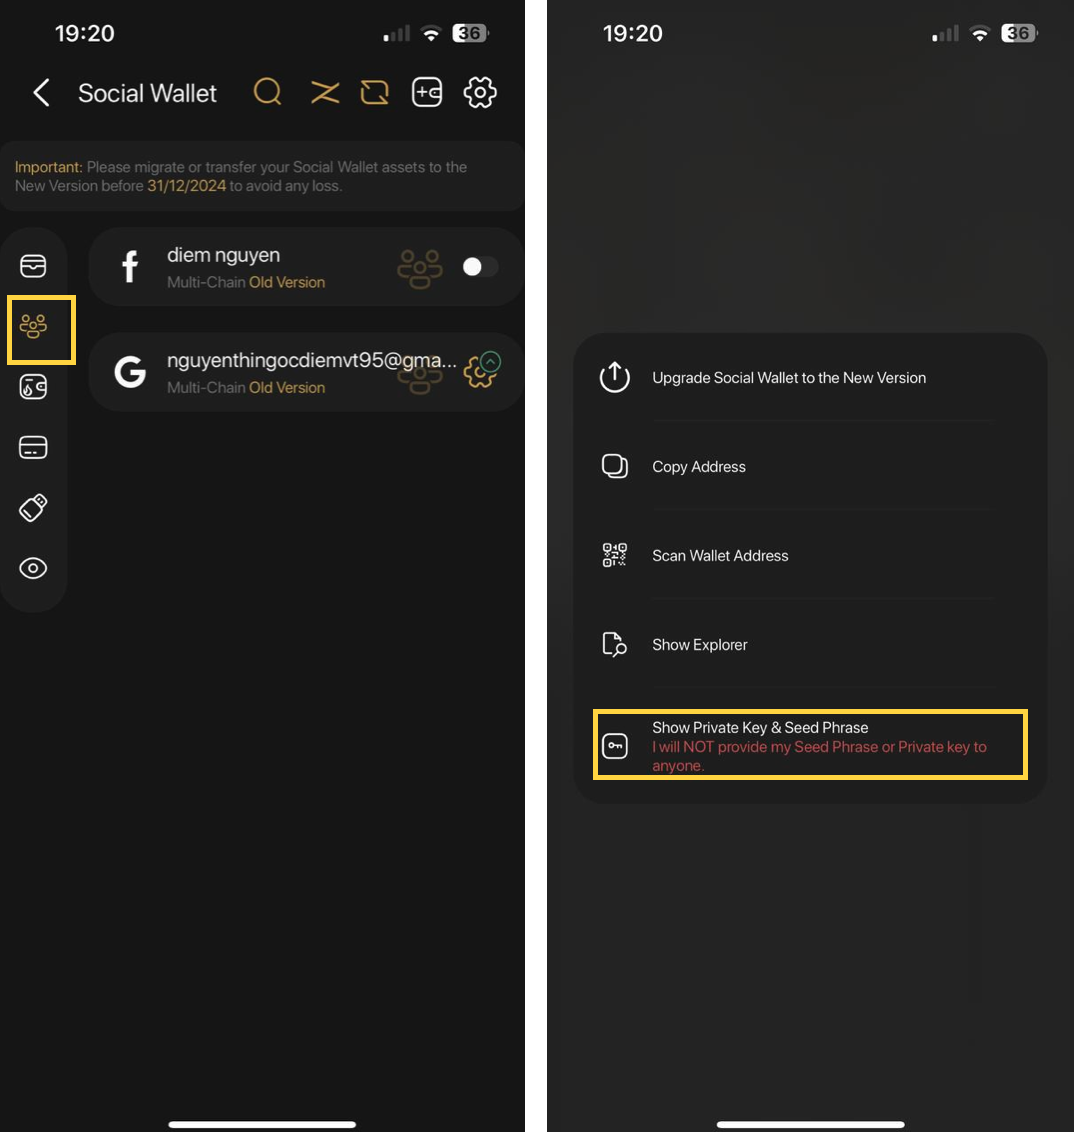 19:20
36
Social Wallet
Important: Please migrate or transfer your Social Wallet assets to the
New Version before 31/12/2024 to avoid any loss.
diem nguyen
Multi-Chain Old Version
nguyenthingocdiemvt95@gma...
Multi-Chain Old Version
19:20
36
Upgrade Social Wallet to the New Version
Copy Address
Scan Wallet Address
Show Explorer
Show Private Key & Seed Phrase
I will NOT provide my Seed Phrase or Private key to
anyone.